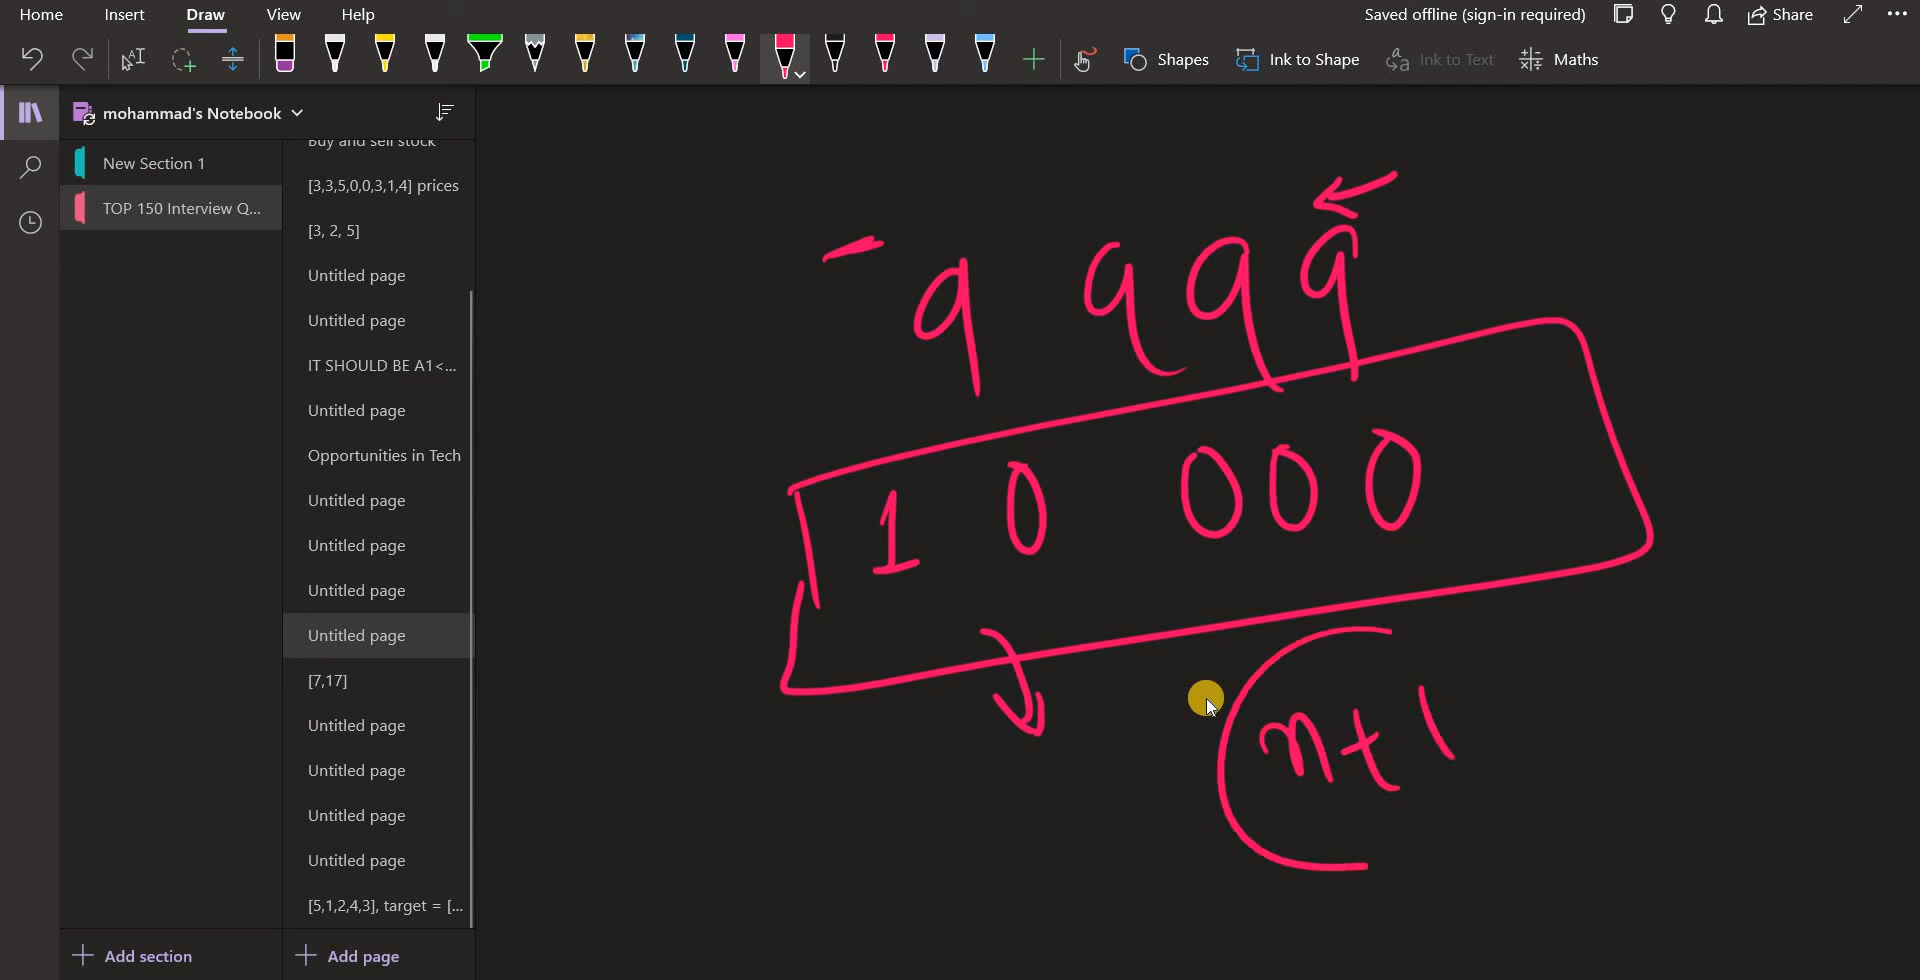 Home Insert Draw View Help Saved offline (sign-in required) Share
Shapes Ink to Shape Ink to Text Maths
mohammad's Notebook
New Section 1
TOP 150 Interview Q...
Buy and sell stock
[3,3,5,0,0,3,1,4] prices
[3, 2, 5]
Untitled page
Untitled page
IT SHOULD BE A1<...
Untitled page
Opportunities in Tech
Untitled page
Untitled page
Untitled page
Untitled page
[7,17]
Untitled page
Untitled page
Untitled page
Untitled page
[5,1,2,4,3], target = [...
Add section
Add page
- 9 9 9 9
1 0 0 0 0
n+1